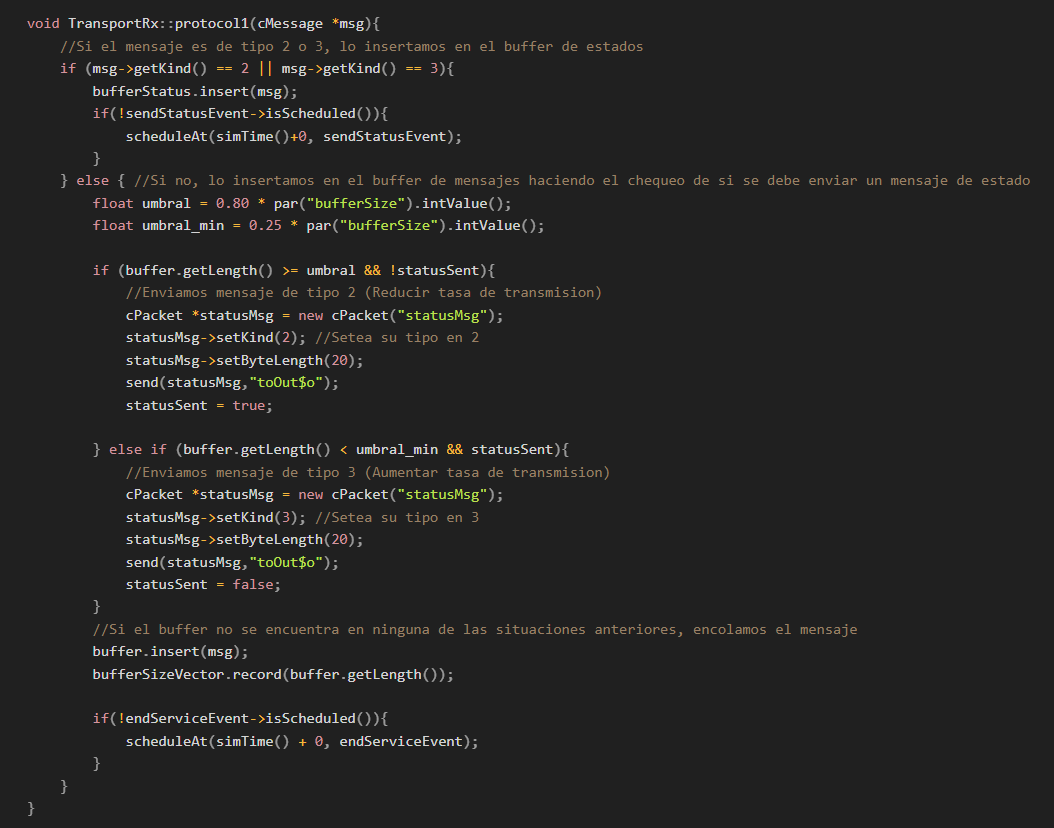 void TransportRx::protocol1(cMessage *msg){
//Si el mensaje es de tipo 2 o 3, lo insertamos en el buffer de estados
if (msg->getKind() == 2 || msg->getKind() == 3){
bufferStatus.insert(msg);
if(!sendStatusEvent->isScheduled()){
scheduleAt(simTime()+0, sendStatusEvent);
}
} else { //Si no, lo insertamos en el buffer de mensajes haciendo el chequeo de si se debe enviar un mensaje de estado
float umbral = 0.80 * par("bufferSize").intValue();
float umbral_min = 0.25 * par("bufferSize").intValue();
if (buffer.getLength() >= umbral && !statusSent){
//Enviamos mensaje de tipo 2 (Reducir tasa de transmision)
cPacket *statusMsg = new cPacket("statusMsg");
statusMsg->setKind(2); //Setea su tipo en 2
statusMsg->setByteLength(20);
send(statusMsg,"toOut$o");
statusSent = true;
} else if (buffer.getLength() < umbral_min && statusSent){
//Enviamos mensaje de tipo 3 (Aumentar tasa de transmision)
cPacket *statusMsg = new cPacket("statusMsg");
statusMsg->setKind(3); //Setea su tipo en 3
statusMsg->setByteLength(20);
send(statusMsg,"toOut$o");
statusSent = false;
}
//Si el buffer no se encuentra en ninguna de las situaciones anteriores, encolamos el mensaje
buffer.insert(msg);
bufferSizeVector.record(buffer.getLength());
if(!endServiceEvent->isScheduled()){
scheduleAt(simTime() + 0, endServiceEvent);
}
}
}